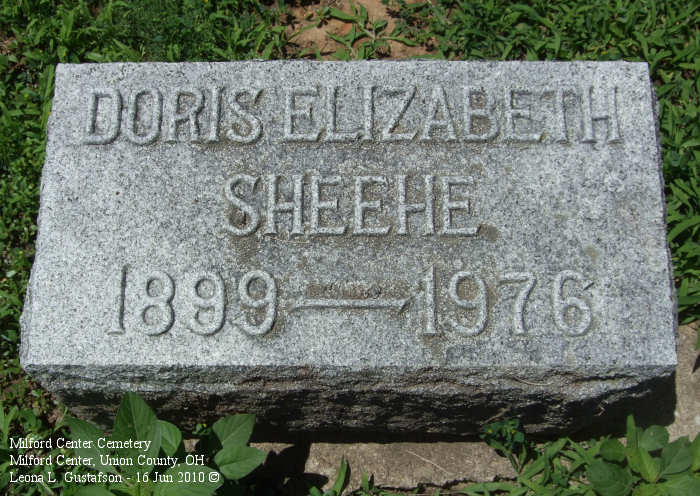 DORIS ELIZABETH
SHEEHE
1899 — 1976
Milford Center Cemetery
Milford Center, Union County, OH
Leona L. Gustafson - 16 Jun 2010 ©